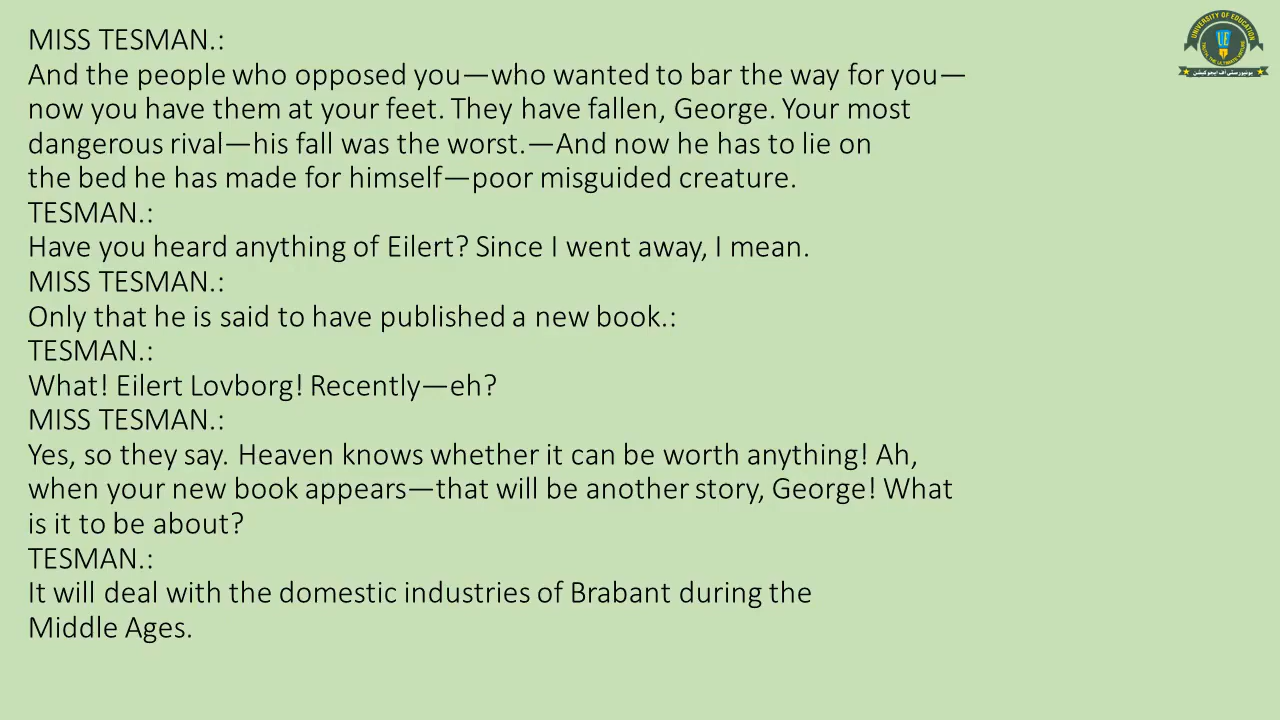 MISS TESMAN.:
And the people who opposed you—who wanted to bar the way for you—
now you have them at your feet. They have fallen, George. Your most
dangerous rival—his fall was the worst.—And now he has to lie on
the bed he has made for himself—poor misguided creature.
TESMAN.:
Have you heard anything of Eilert? Since I went away, I mean.
MISS TESMAN.:
Only that he is said to have published a new book.:
TESMAN.:
What! Eilert Lovborg! Recently—eh?
MISS TESMAN.:
Yes, so they say. Heaven knows whether it can be worth anything! Ah,
when your new book appears—that will be another story, George! What
is it to be about?
TESMAN.:
It will deal with the domestic industries of Brabant during the
Middle Ages.
UNIVERSITY OF EDUCATION
UE
یونیورسٹی آف ایجوکیشن